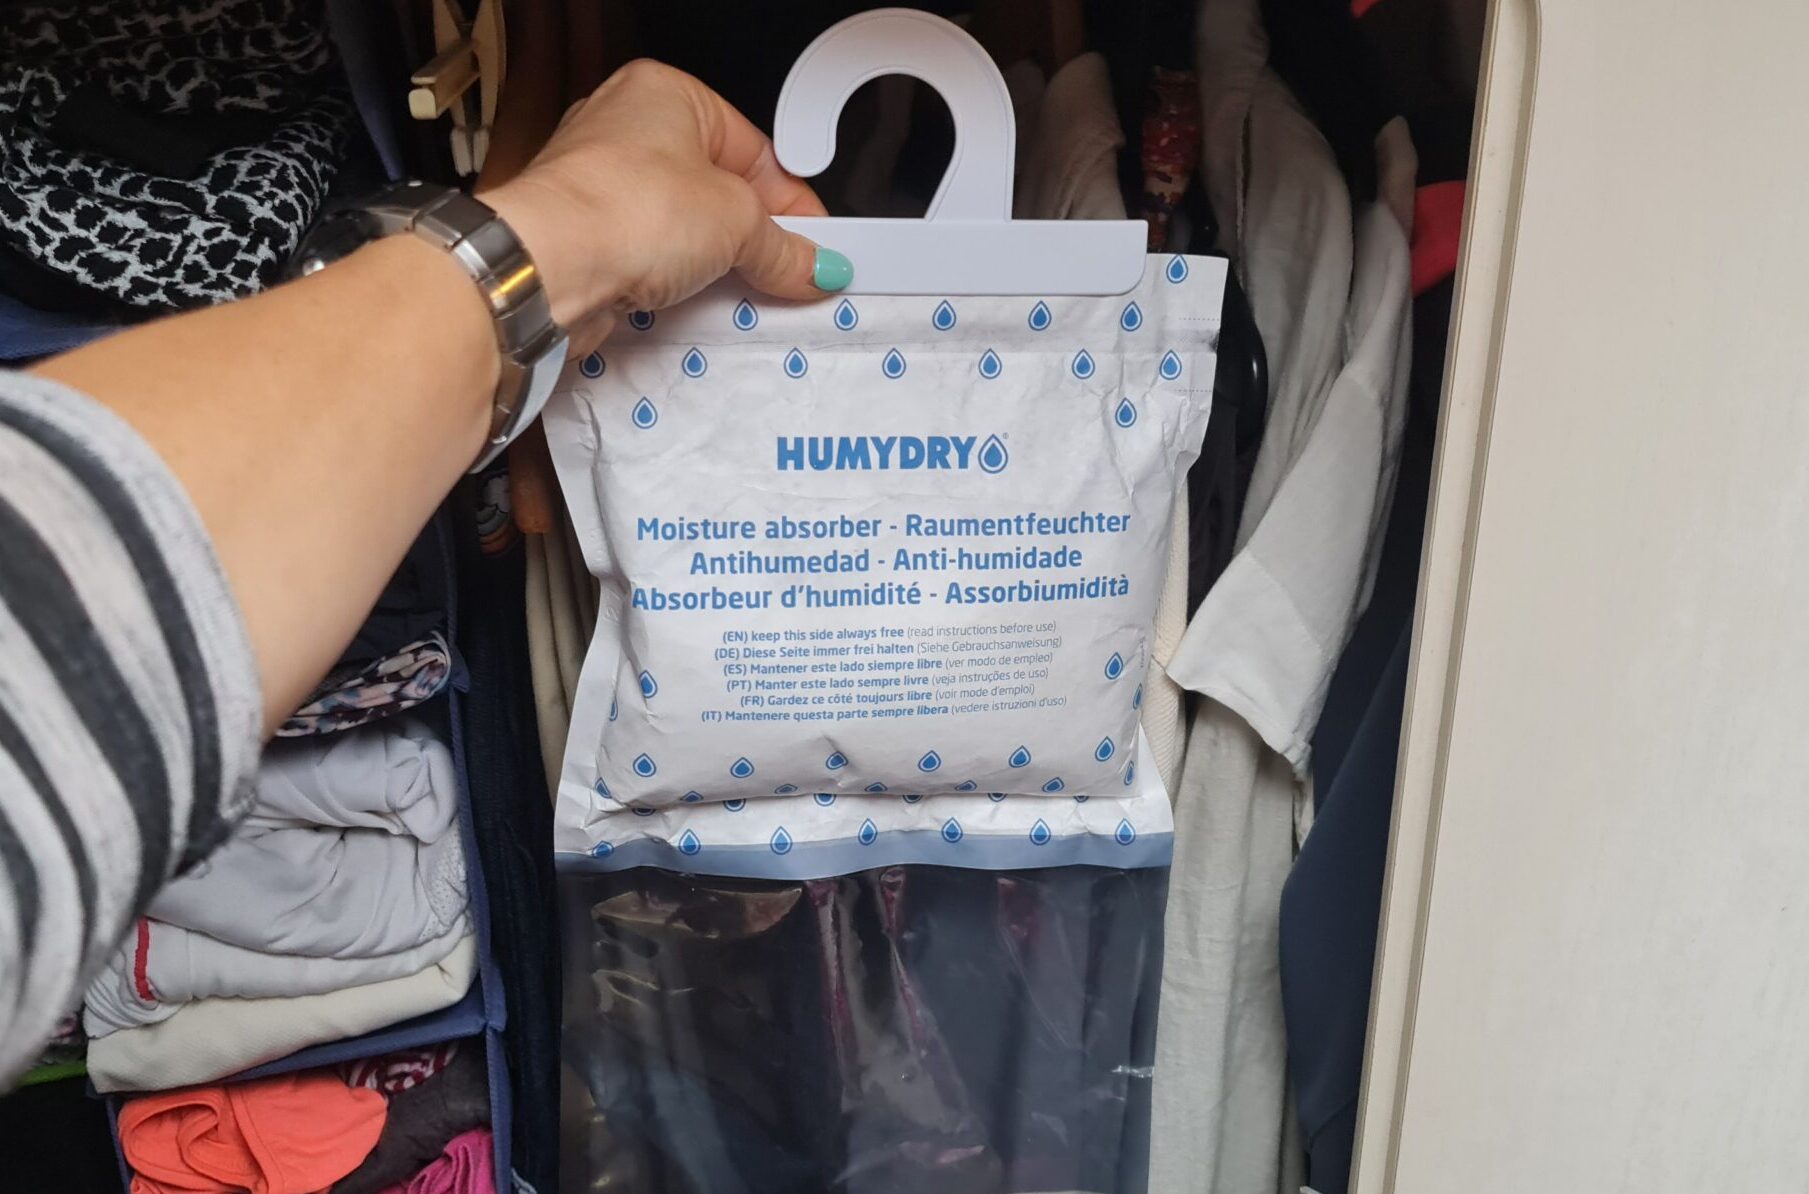 HUMYDRY
Moisture absorber - Raumentfeuchter
Antihumedad - Anti-humidade
Absorbeur d'humidité - Assorbiumidità
(EN) keep this side always free (read instructions before use)
(DE) Diese Seite immer frei halten (Siehe Gebrauchsanweisung)
(ES) Mantener este lado siempre libre (ver modo de empleo)
(PT) Manter este lado sempre livre (veja instruções de uso)
(FR) Gardez ce côté toujours libre (voir mode d'emploi)
(IT) Mantenere questa parte sempre libera (vedere istruzioni d'uso)